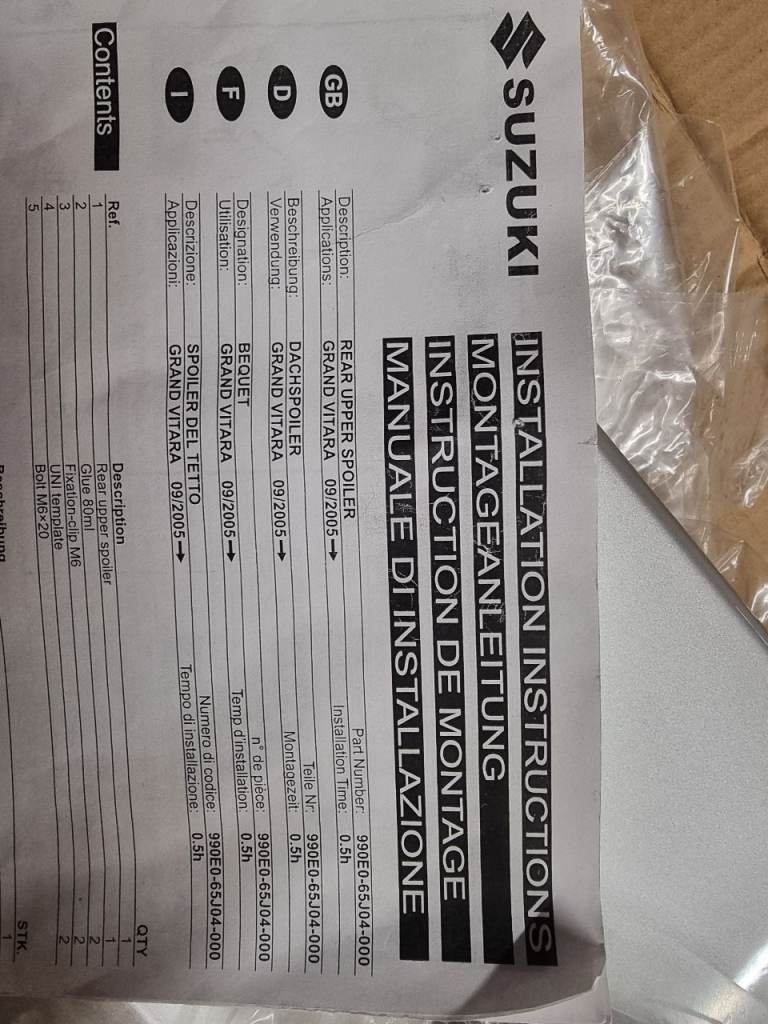 SUZUKI
INSTALLATION INSTRUCTIONS
MONTAGEANLEITUNG
INSTRUCTION DE MONTAGE
MANUALE DI INSTALLAZIONE
GB Description: REAR UPPER SPOILER Part Number: 990E0-65J04-000
Applications: GRAND VITARA 09/2005→ Installation Time: 0.5h
D Beschreibung: DACHSPOILER Teile Nr: 990E0-65J04-000
Verwendung: GRAND VITARA 09/2005→ Montagezeit: 0.5h
F Designation: BEQUET n° de pièce: 990E0-65J04-000
Utilisation: GRAND VITARA 09/2005→ Temp d'installation: 0.5h
I Descrizione: SPOILER DEL TETTO Numero di codice: 990E0-65J04-000
Applicazioni: GRAND VITARA 09/2005→ Tempo di installazione: 0.5h
Contents
Ref. Description QTY
1 Rear upper spoiler 1
2 Glue 80ml 1
3 Fixation-clip M6 2
4 UNI template 2
5 Bolt M6×20 2
Beschreibung STK.
1